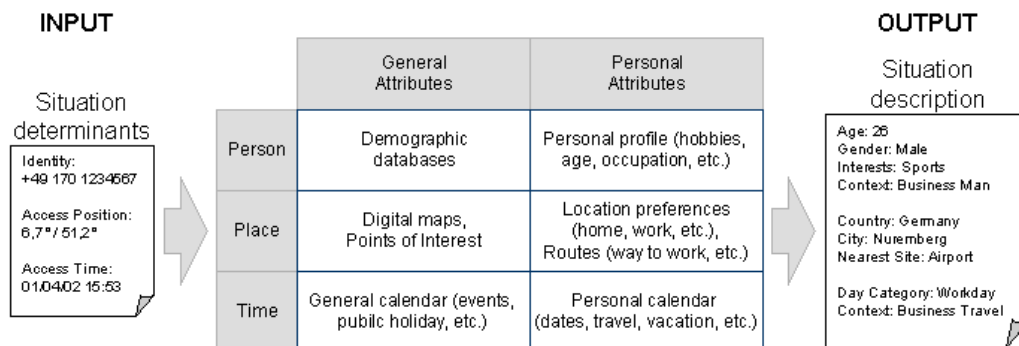 INPUT
Situation
determinants
Identity:
+49 170 1234567
Access Position:
6,7° / 51,2°
Access Time:
01/04/02 15:53
General
Attributes
Personal
Attributes
Person
Demographic
databases
Personal profile (hobbies,
age, occupation, etc.)
Place
Digital maps,
Points of Interest
Location preferences
(home, work, etc.),
Routes (way to work, etc.)
Time
General calendar (events,
public holiday, etc.)
Personal calendar
(dates, travel, vacation, etc.)
OUTPUT
Situation
description
Age: 26
Gender: Male
Interests: Sports
Context: Business Man
Country: Germany
City: Nuremberg
Nearest Site: Airport
Day Category: Workday
Context: Business Travel